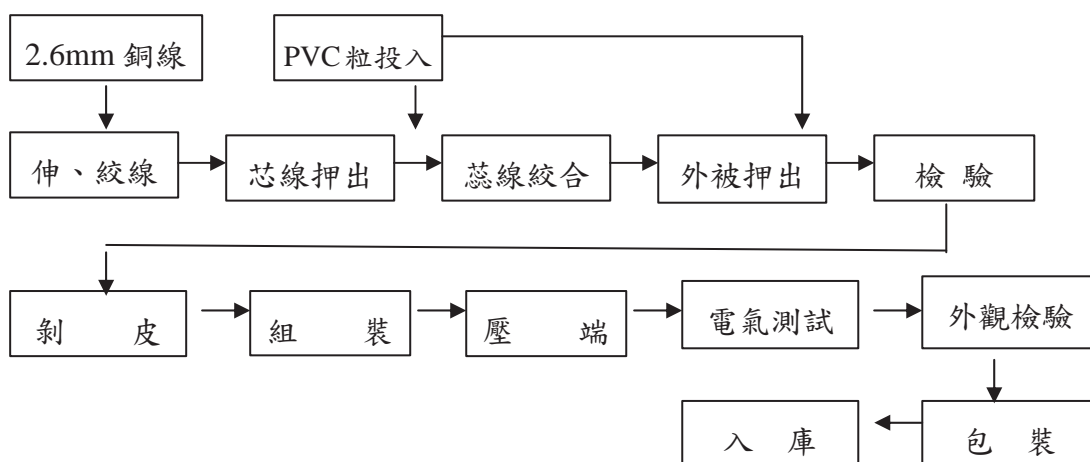 2.6mm 銅線
PVC粒投入
伸、絞線
芯線押出
蕊線絞合
外被押出
檢驗
剝皮
組裝
壓端
電氣測試
外觀檢驗
入庫
包裝